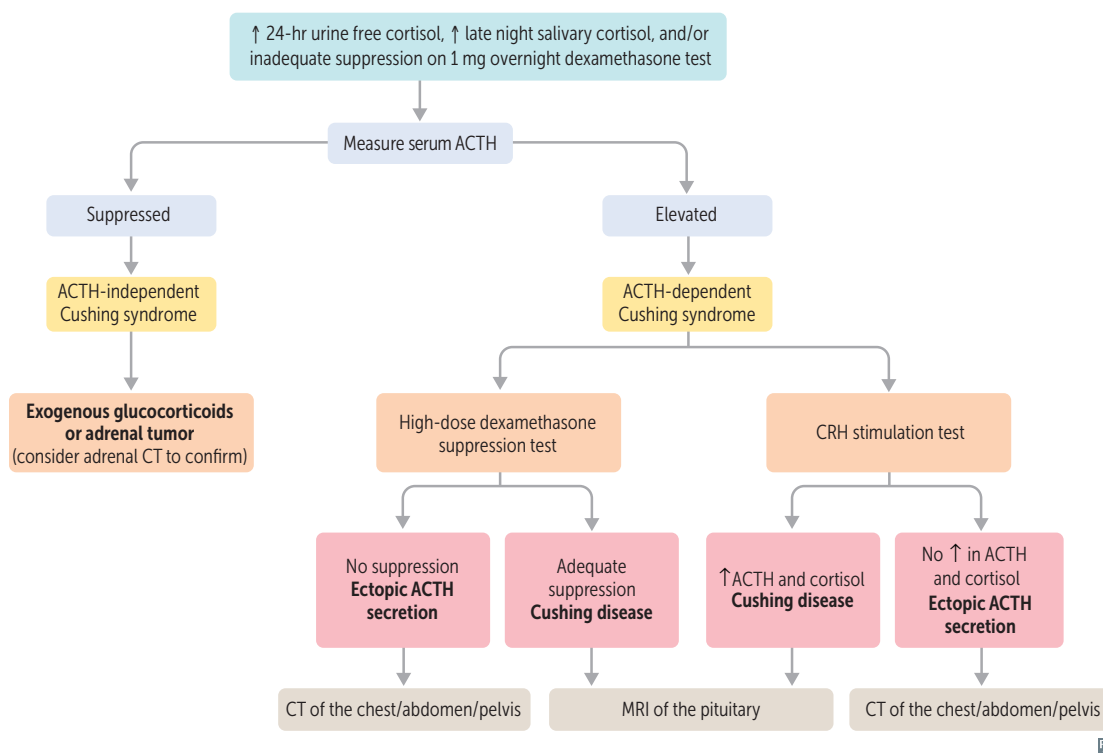 ↑ 24-hr urine free cortisol, ↑ late night salivary cortisol, and/or
inadequate suppression on 1 mg overnight dexamethasone test
Measure serum ACTH
Suppressed
Elevated
ACTH-independent
Cushing syndrome
ACTH-dependent
Cushing syndrome
Exogenous glucocorticoids
or adrenal tumor
(consider adrenal CT to confirm)
High-dose dexamethasone
suppression test
CRH stimulation test
No suppression
Ectopic ACTH
secretion
Adequate
suppression
Cushing disease
↑ACTH and cortisol
Cushing disease
No ↑ in ACTH
and cortisol
Ectopic ACTH
secretion
CT of the chest/abdomen/pelvis
MRI of the pituitary
CT of the chest/abdomen/pelvis